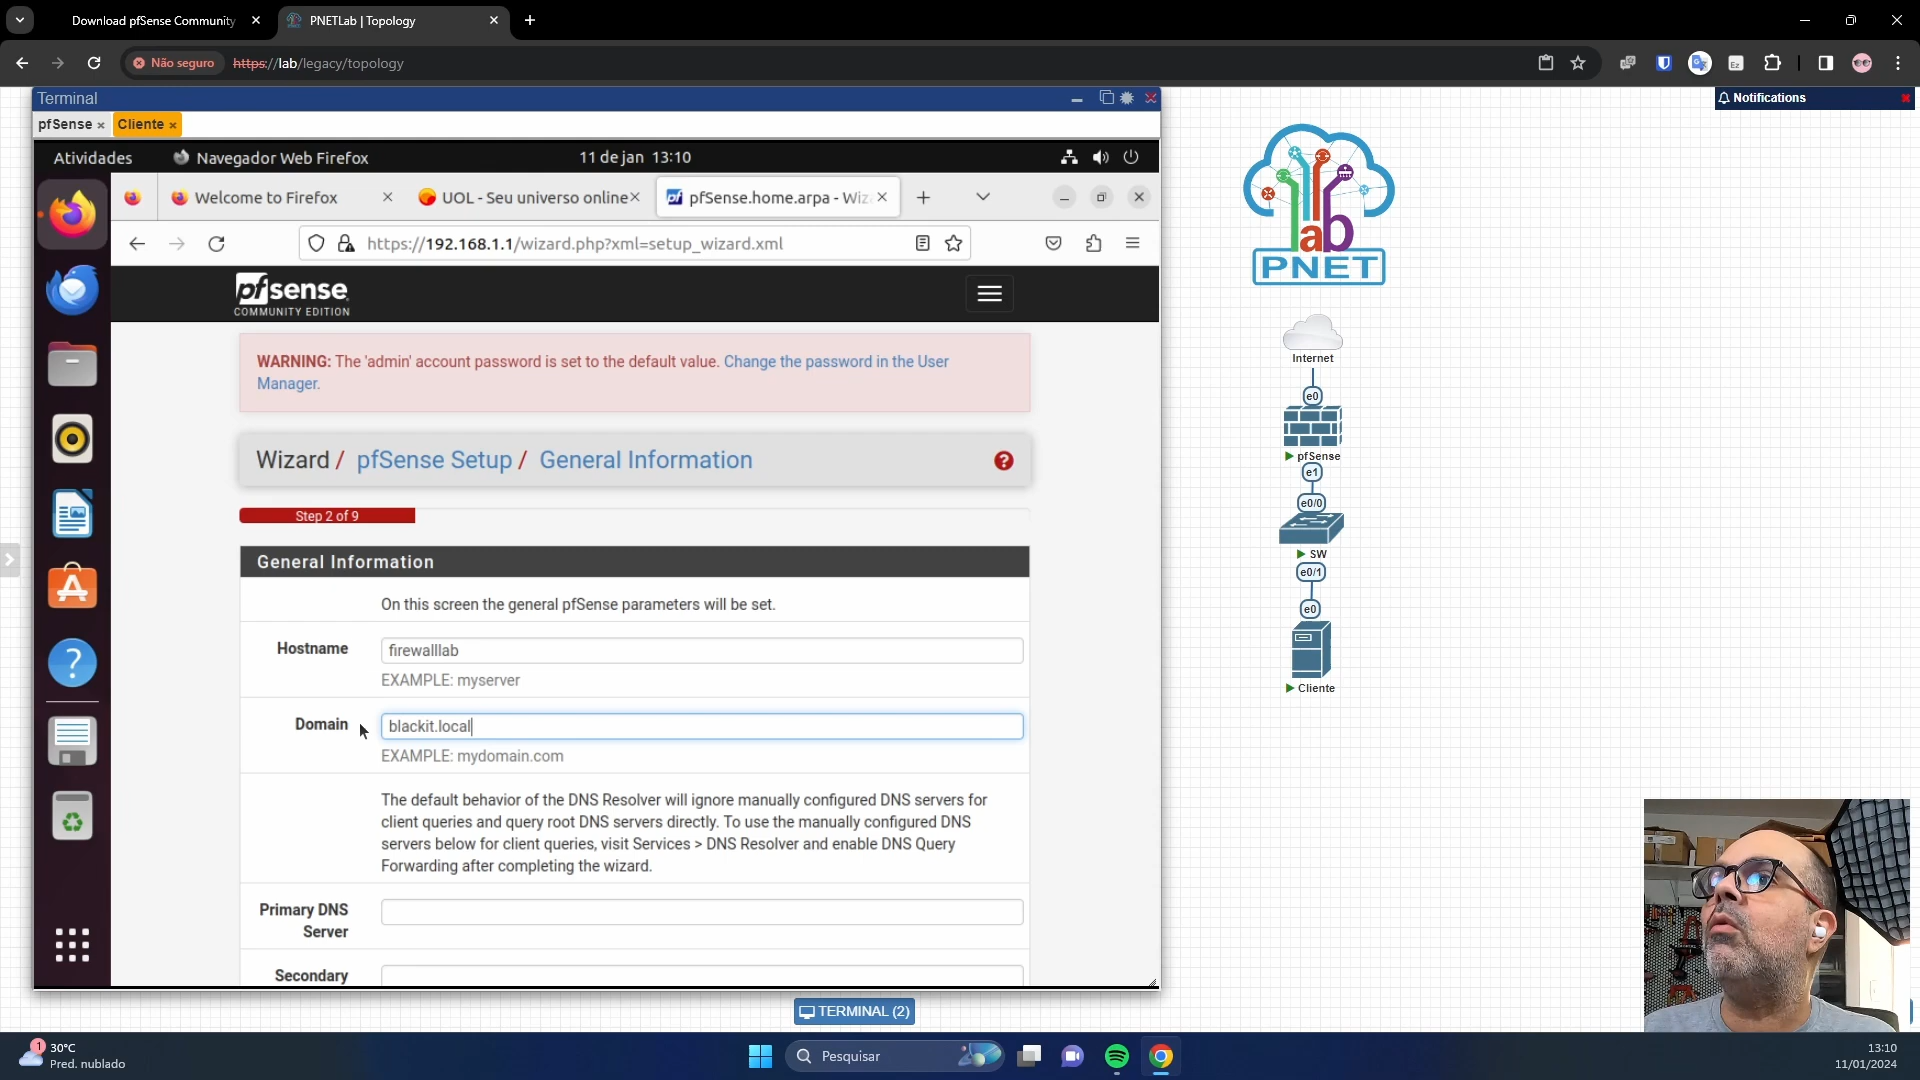 Download pfSense Community
PNETLab | Topology
Não seguro
https://lab/legacy/topology
Terminal
pfSense
Cliente
Atividades
Navegador Web Firefox
11 de jan 13:10
Welcome to Firefox
UOL - Seu universo online
pfSense.home.arpa - Wiz
https://192.168.1.1/wizard.php?xml=setup_wizard.xml
pfsense
COMMUNITY EDITION
WARNING: The 'admin' account password is set to the default value. Change the password in the User
Manager.
Wizard / pfSense Setup / General Information
Step 2 of 9
General Information
On this screen the general pfSense parameters will be set.
Hostname
firewalllab
EXAMPLE: myserver
Domain
blackit.local
EXAMPLE: mydomain.com
The default behavior of the DNS Resolver will ignore manually configured DNS servers for
client queries and query root DNS servers directly. To use the manually configured DNS
servers below for client queries, visit Services > DNS Resolver and enable DNS Query
Forwarding after completing the wizard.
Primary DNS
Server
Secondary
TERMINAL (2)
Notifications
lab
PNET
Internet
e0
pfSense
e1
e0/0
SW
e0/1
e0
Cliente
1
30°C
Pred. nublado
Pesquisar
13:10
11/01/2024